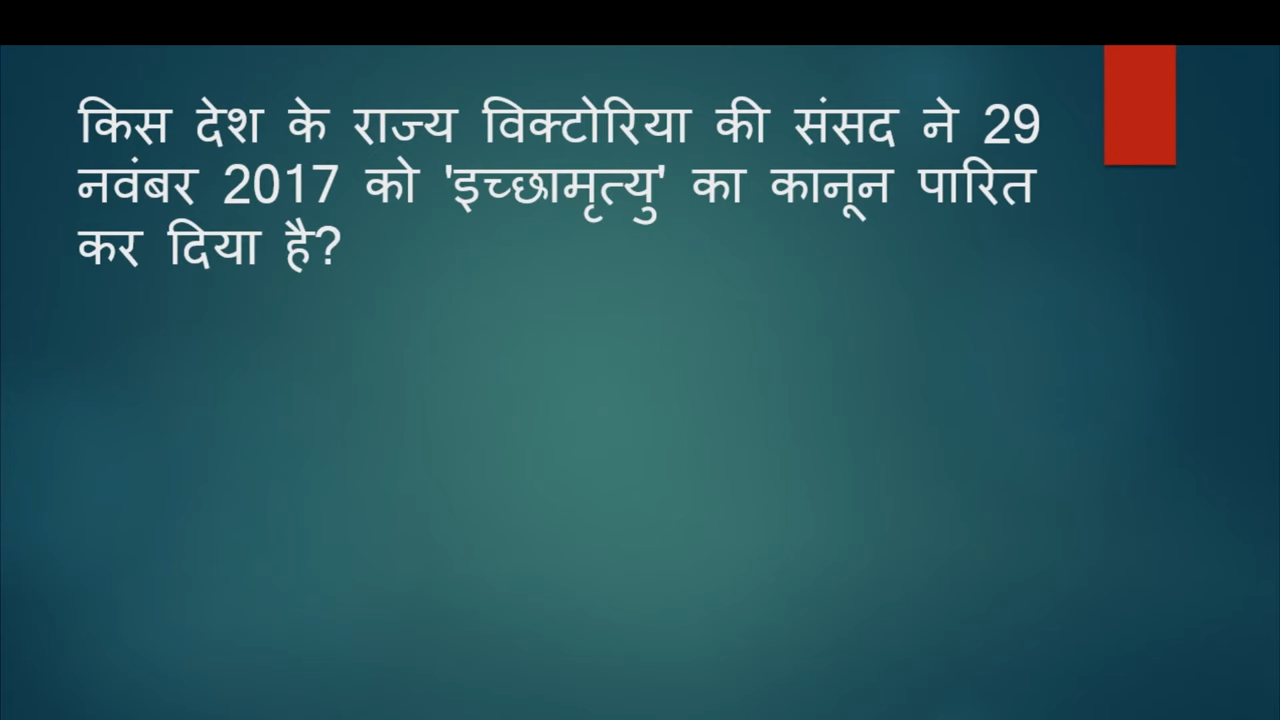 किस देश के राज्य विक्टोरिया की संसद ने 29
नवंबर 2017 को 'इच्छामृत्यु' का कानून पारित
कर दिया है?